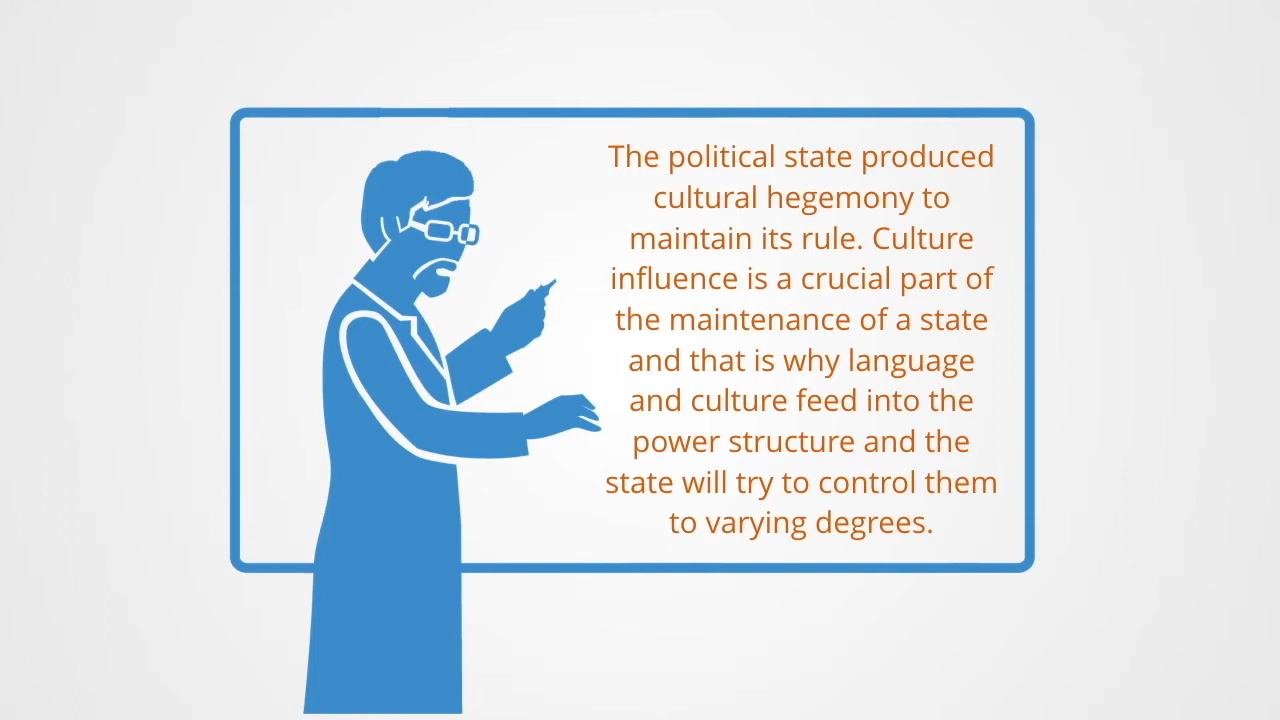 The political state produced
cultural hegemony to
maintain its rule. Culture
influence is a crucial part of
the maintenance of a state
and that is why language
and culture feed into the
power structure and the
state will try to control them
to varying degrees.